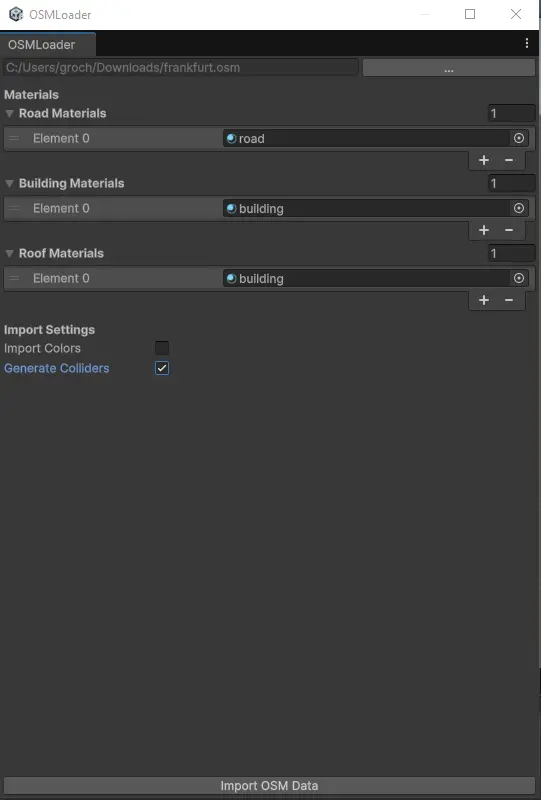 OSMLoader
OSMLoader
C:/Users/groch/Downloads/frankfurt.osm ...
Materials
Road Materials 1
Element 0 road
+ -
Building Materials 1
Element 0 building
+ -
Roof Materials 1
Element 0 building
+ -
Import Settings
Import Colors
Generate Colliders
Import OSM Data